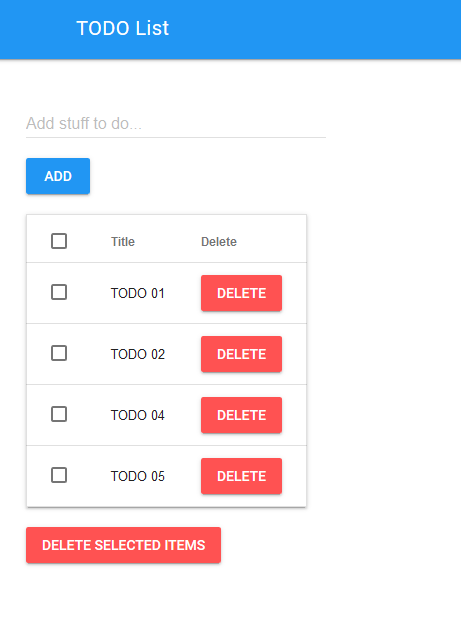 TODO List
Add stuff to do...
ADD
Title Delete
TODO 01 DELETE
TODO 02 DELETE
TODO 04 DELETE
TODO 05 DELETE
DELETE SELECTED ITEMS